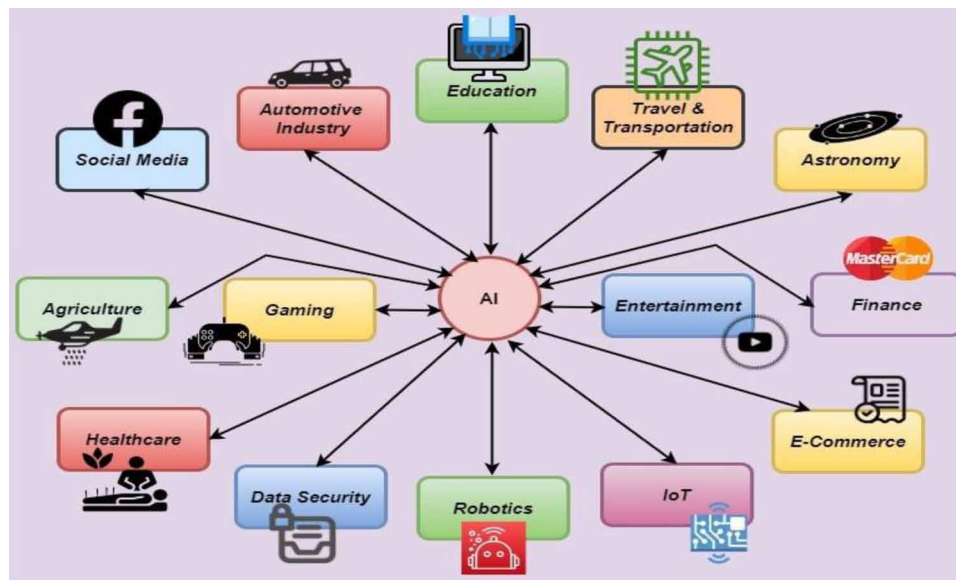 Education
Automotive
Industry
Travel &
Transportation
Social Media
Astronomy
MasterCard
Agriculture
Gaming
AI
Entertainment
Finance
Healthcare
E-Commerce
Data Security
Robotics
IoT